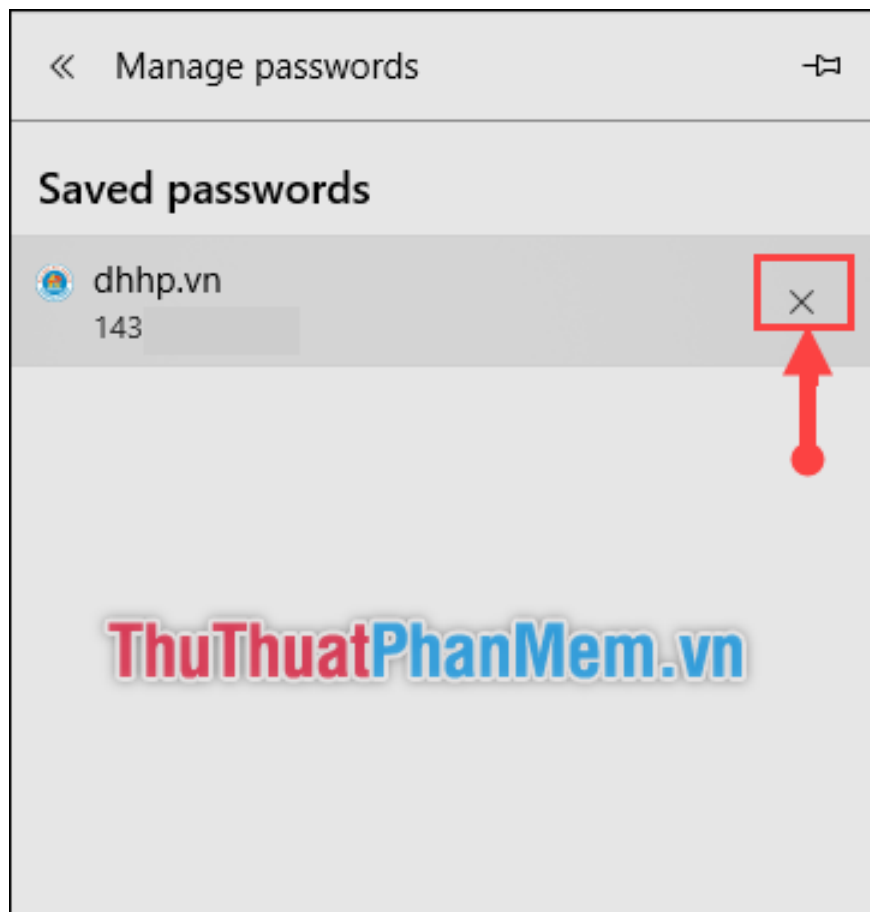 Manage passwords
Saved passwords
dhhp.vn
143
ThuThuatPhanMem.vn